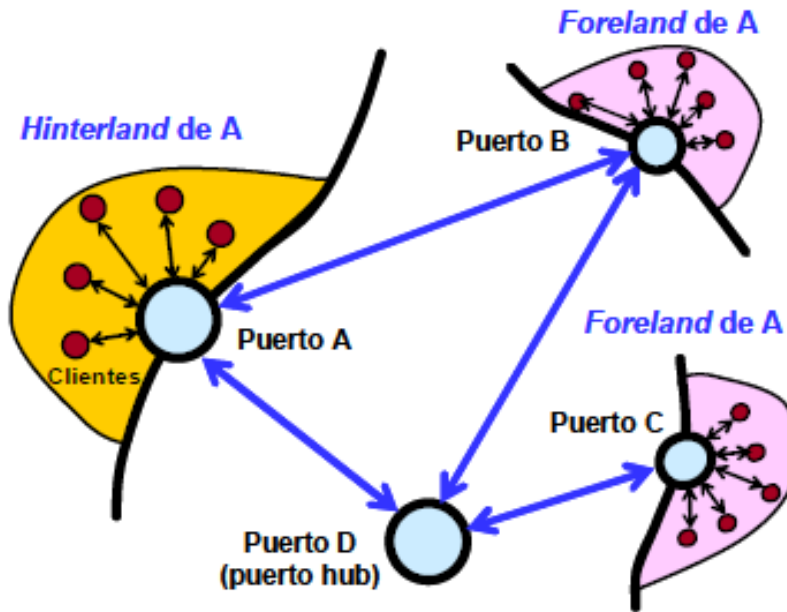 Foreland de A
Hinterland de A
Puerto B
Puerto A
Clientes
Foreland de A
Puerto C
Puerto D
(puerto hub)